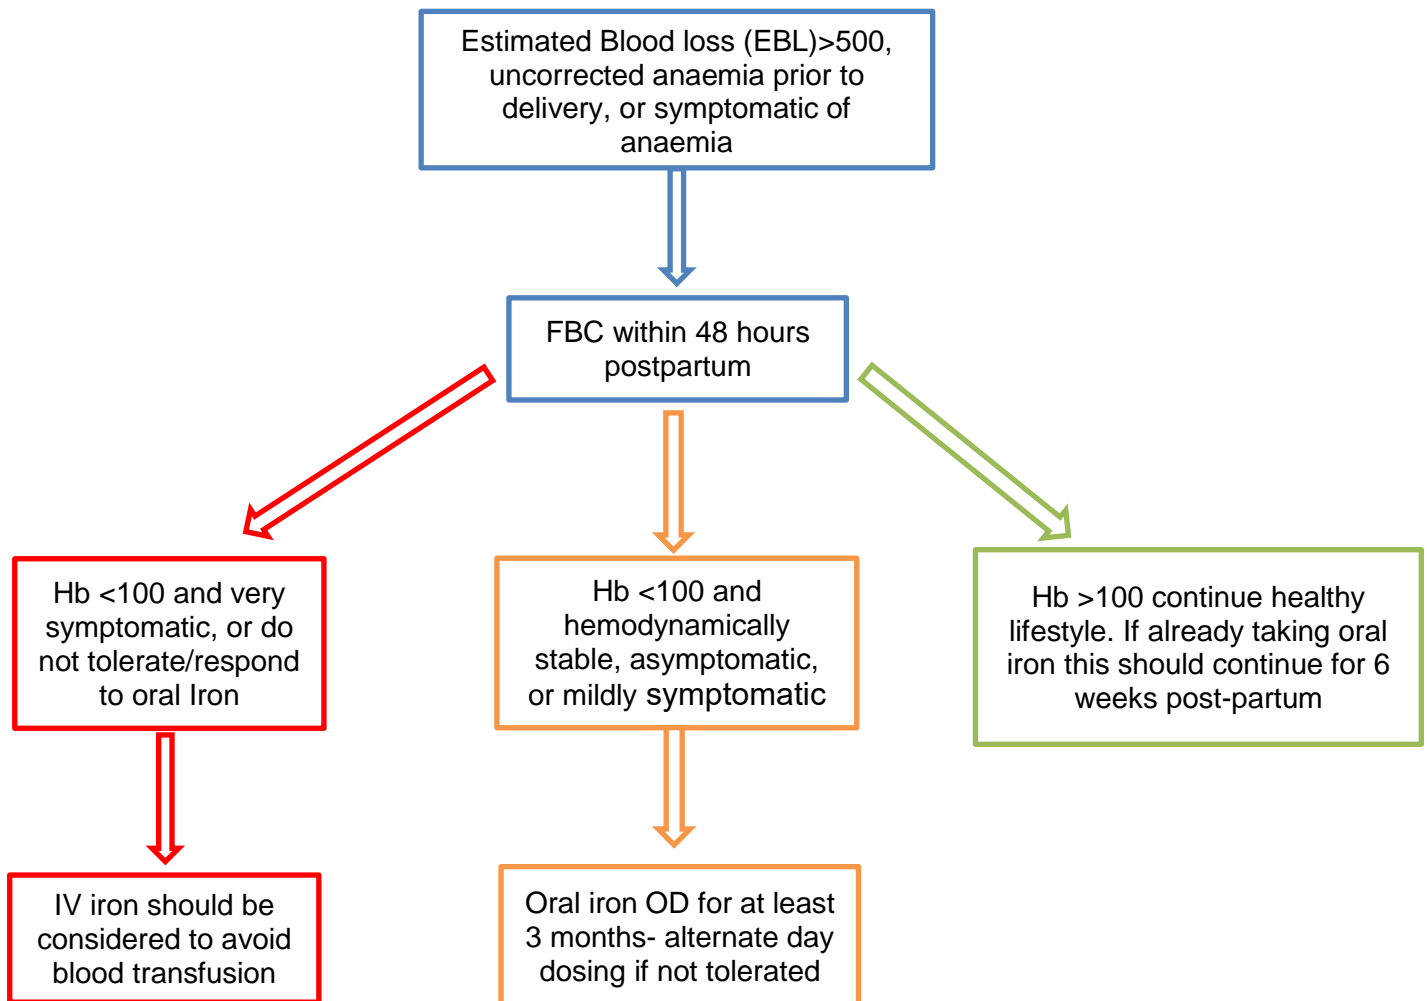 Estimated Blood loss (EBL)>500,
uncorrected anaemia prior to
delivery, or symptomatic of
anaemia
FBC within 48 hours
postpartum
Hb <100 and very
symptomatic, or do
not tolerate/respond
to oral Iron
Hb <100 and
hemodynamically
stable, asymptomatic,
or mildly symptomatic
Hb >100 continue healthy
lifestyle. If already taking oral
iron this should continue for 6
weeks post-partum
IV iron should be
considered to avoid
blood transfusion
Oral iron OD for at least
3 months- alternate day
dosing if not tolerated